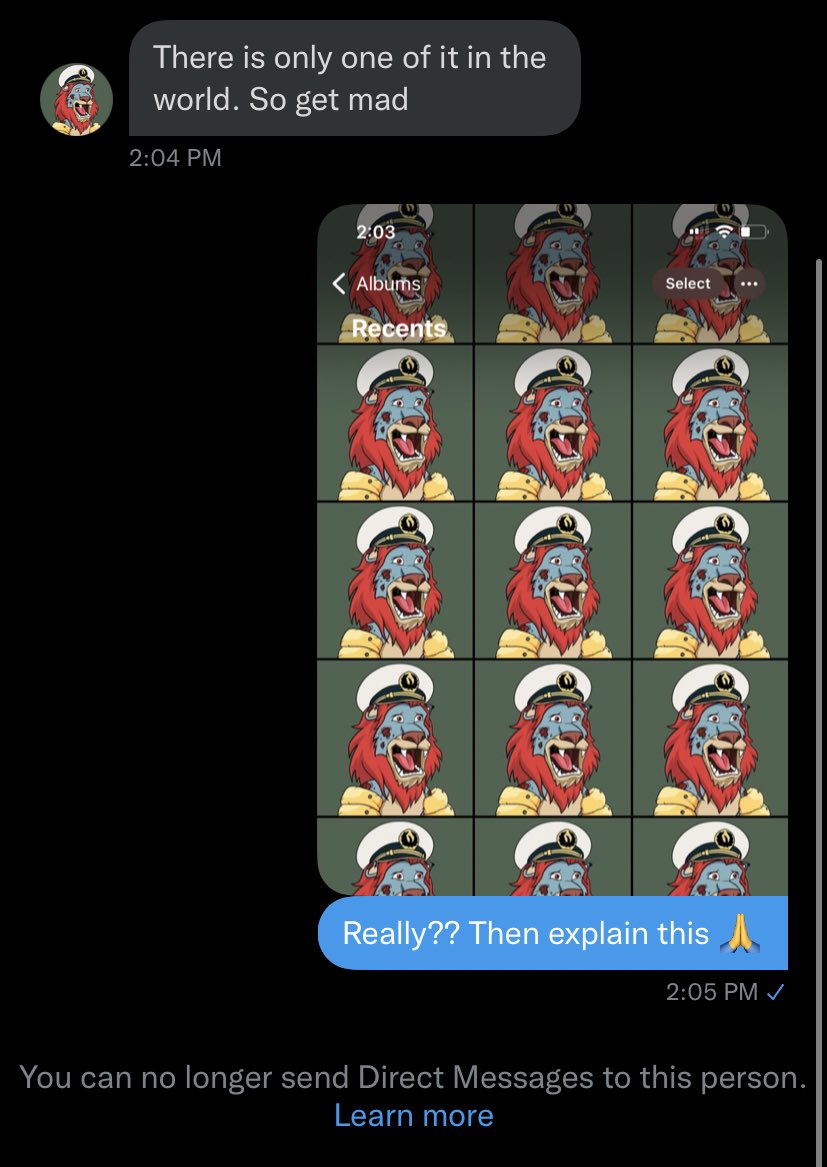 There is only one of it in the
world. So get mad
2:04 PM
2:03
Albums
Select
Recents
Really?? Then explain this 🙏
2:05 PM ✓
You can no longer send Direct Messages to this person.
Learn more